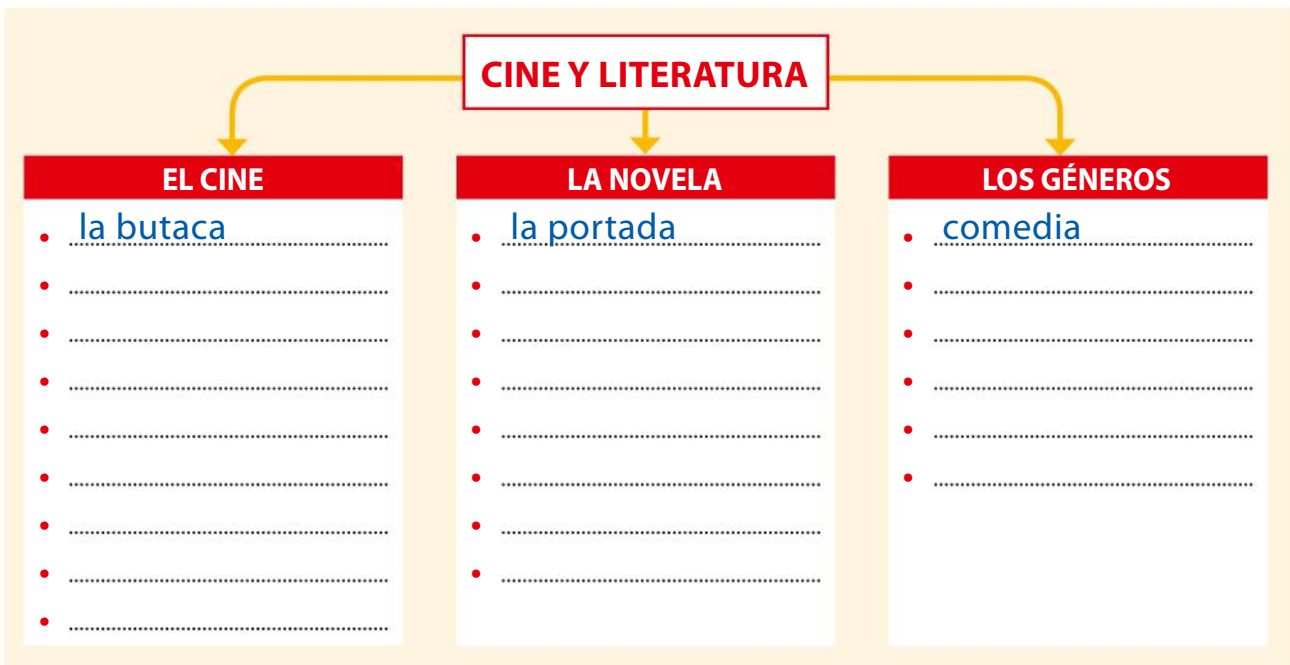 CINE Y LITERATURA
EL CINE
• la butaca
•
•
•
•
•
•
•
•
LA NOVELA
• la portada
•
•
•
•
•
•
•
LOS GÉNEROS
• comedia
•
•
•
•
•